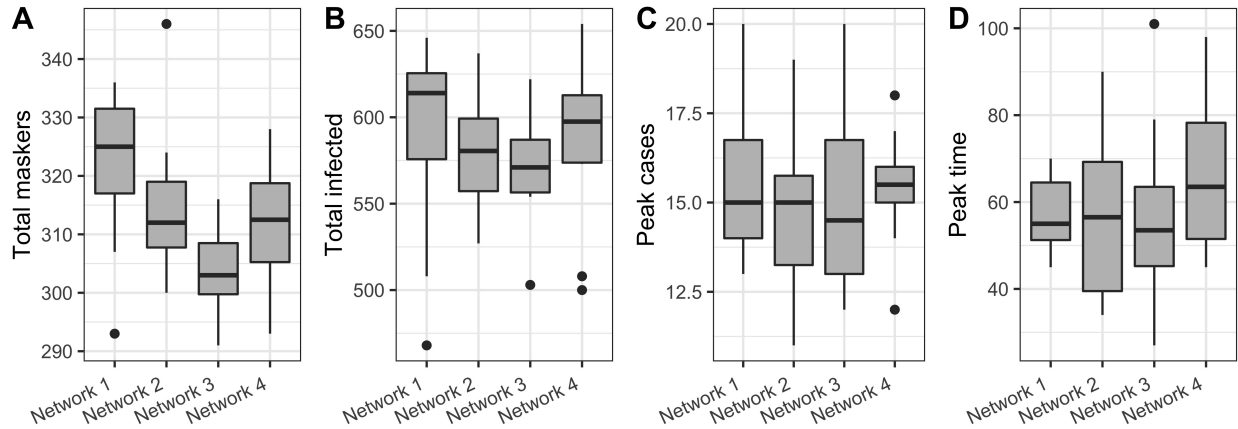 A
Total maskers
340
330
320
310
300
290
Network 1
Network 2
Network 3
Network 4
B
Total infected
650
600
550
500
Network 1
Network 2
Network 3
Network 4
C
Peak cases
20.0
17.5
15.0
12.5
Network 1
Network 2
Network 3
Network 4
D
Peak time
100
80
60
40
Network 1
Network 2
Network 3
Network 4